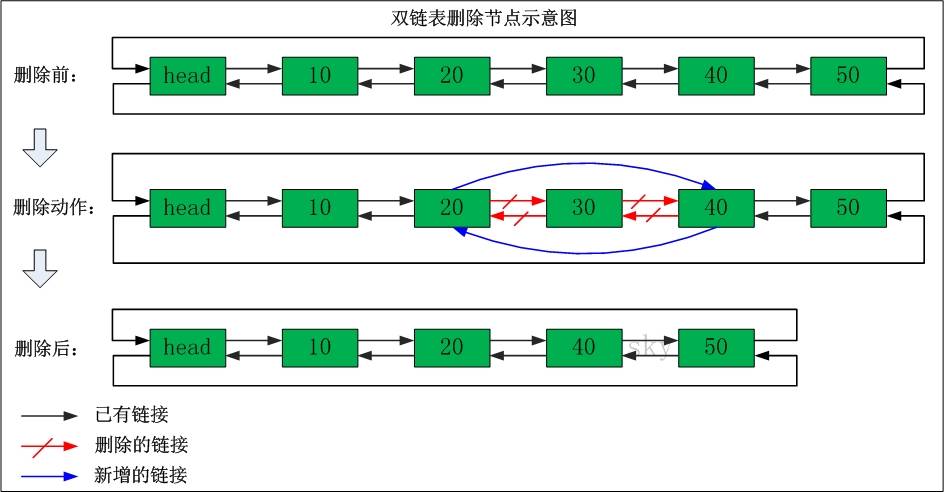 双链表删除节点示意图
删除前：
head 10 20 30 40 50
删除动作：
head 10 20 30 40 50
删除后：
head 10 20 40 50
sky
已有链接
删除的链接
新增的链接